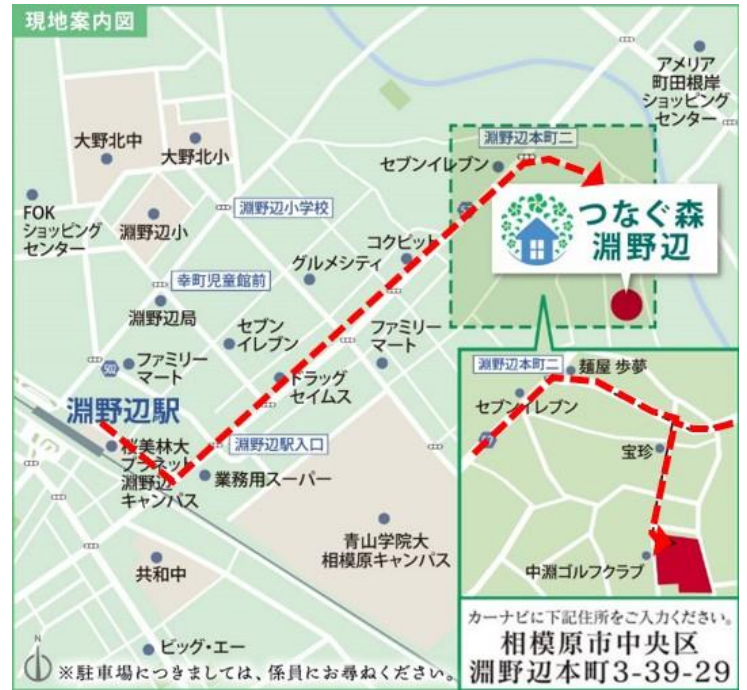 現地案内図
アメリア
町田根岸
ショッピング
センター
大野北中
大野北小
淵野辺本町二
セブンイレブン
FOK
ショッピング
センター
淵野辺小
淵野辺小学校
コクピット
グルメシティ
幸町児童館前
淵野辺局
つなぐ森
淵野辺
セブン
イレブン
ファミリー
マート
ファミリー
マート
503
ドラッグ
セイムス
淵野辺駅
淵野辺駅入口
桜美林大
プラネット
淵野辺
キャンパス
業務用スーパー
青山学院大
相模原キャンパス
共和中
ビッグ・エー
N
※駐車場につきましては、係員にお尋ねください。
淵野辺本町二
麺屋 歩夢
セブンイレブン
宝珍
中淵ゴルフクラブ
カーナビに下記住所をご入力ください。
相模原市中央区
淵野辺本町3-39-29